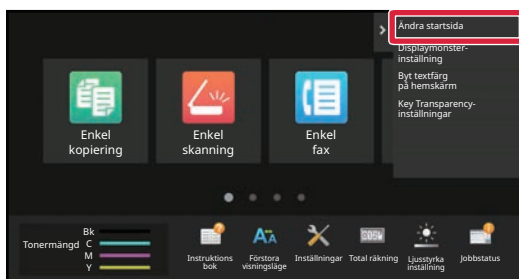 Ändra startsida
Displaymönster-
inställning
Byt textfärg
på hemskärm
Key Transparency-
inställningar
Enkel
kopiering
Enkel
skanning
Enkel
fax
Bk
Tonermängd C
M
Y
Instruktions
bok
Förstora
visningsläge
Inställningar
Total räkning
Ljusstyrka
inställning
Jobbstatus